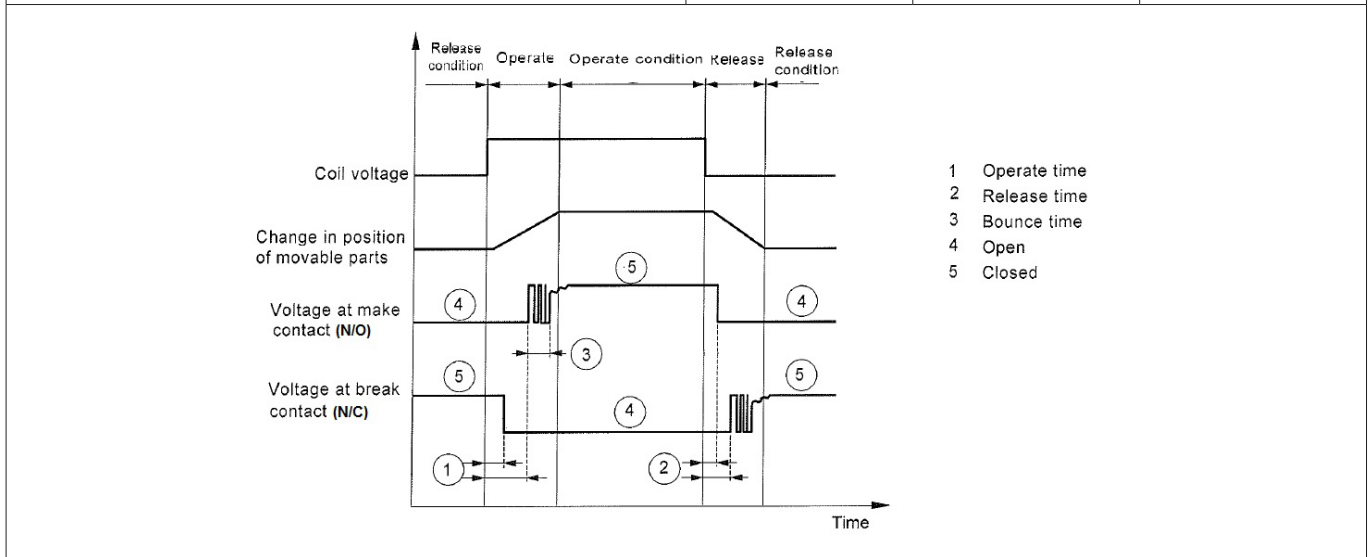 Release
condition
Operate
Operate condition
Release
Release
condition
Coil voltage
Change in position
of movable parts
Voltage at make
contact (N/O)
Voltage at break
contact (N/C)
4
5
4
3
5
4
5
1
2
Time
1 Operate time
2 Release time
3 Bounce time
4 Open
5 Closed